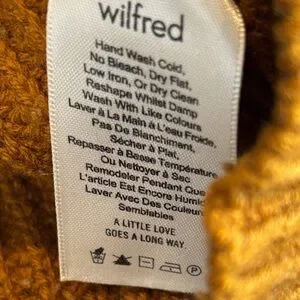 wilfred
Hand Wash Cold,
No Bleach, Dry Flat,
Low Iron, Or Dry Clean
Reshape Whilst Damp
Wash With Like Colours
Laver à La Main à L'eau Froide,
Pas De Blanchiment,
Sécher à Plat,
Repasser à Basse Température
Ou Nettoyer à Sec
Remodeler Pendant Que
L'article Est Encore Humide
Laver Avec Des Couleurs
Semblables
A LITTLE LOVE
GOES A LONG WAY.
P